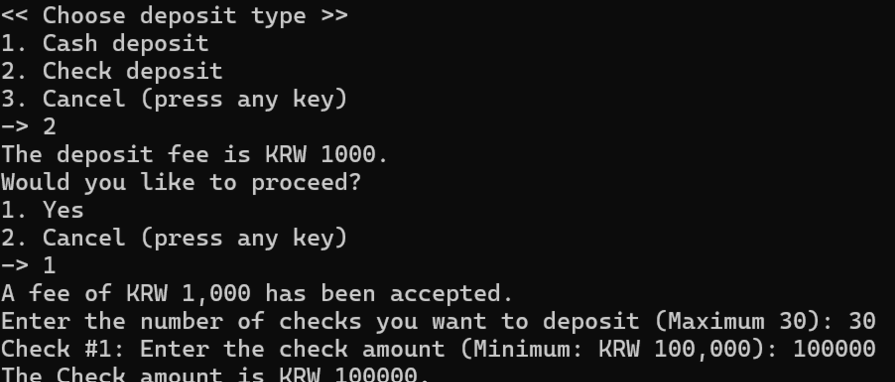 << Choose deposit type >>
1. Cash deposit
2. Check deposit
3. Cancel (press any key)
-> 2
The deposit fee is KRW 1000.
Would you like to proceed?
1. Yes
2. Cancel (press any key)
-> 1
A fee of KRW 1,000 has been accepted.
Enter the number of checks you want to deposit (Maximum 30): 30
Check #1: Enter the check amount (Minimum: KRW 100,000): 100000
The Check amount is KRW 100000.